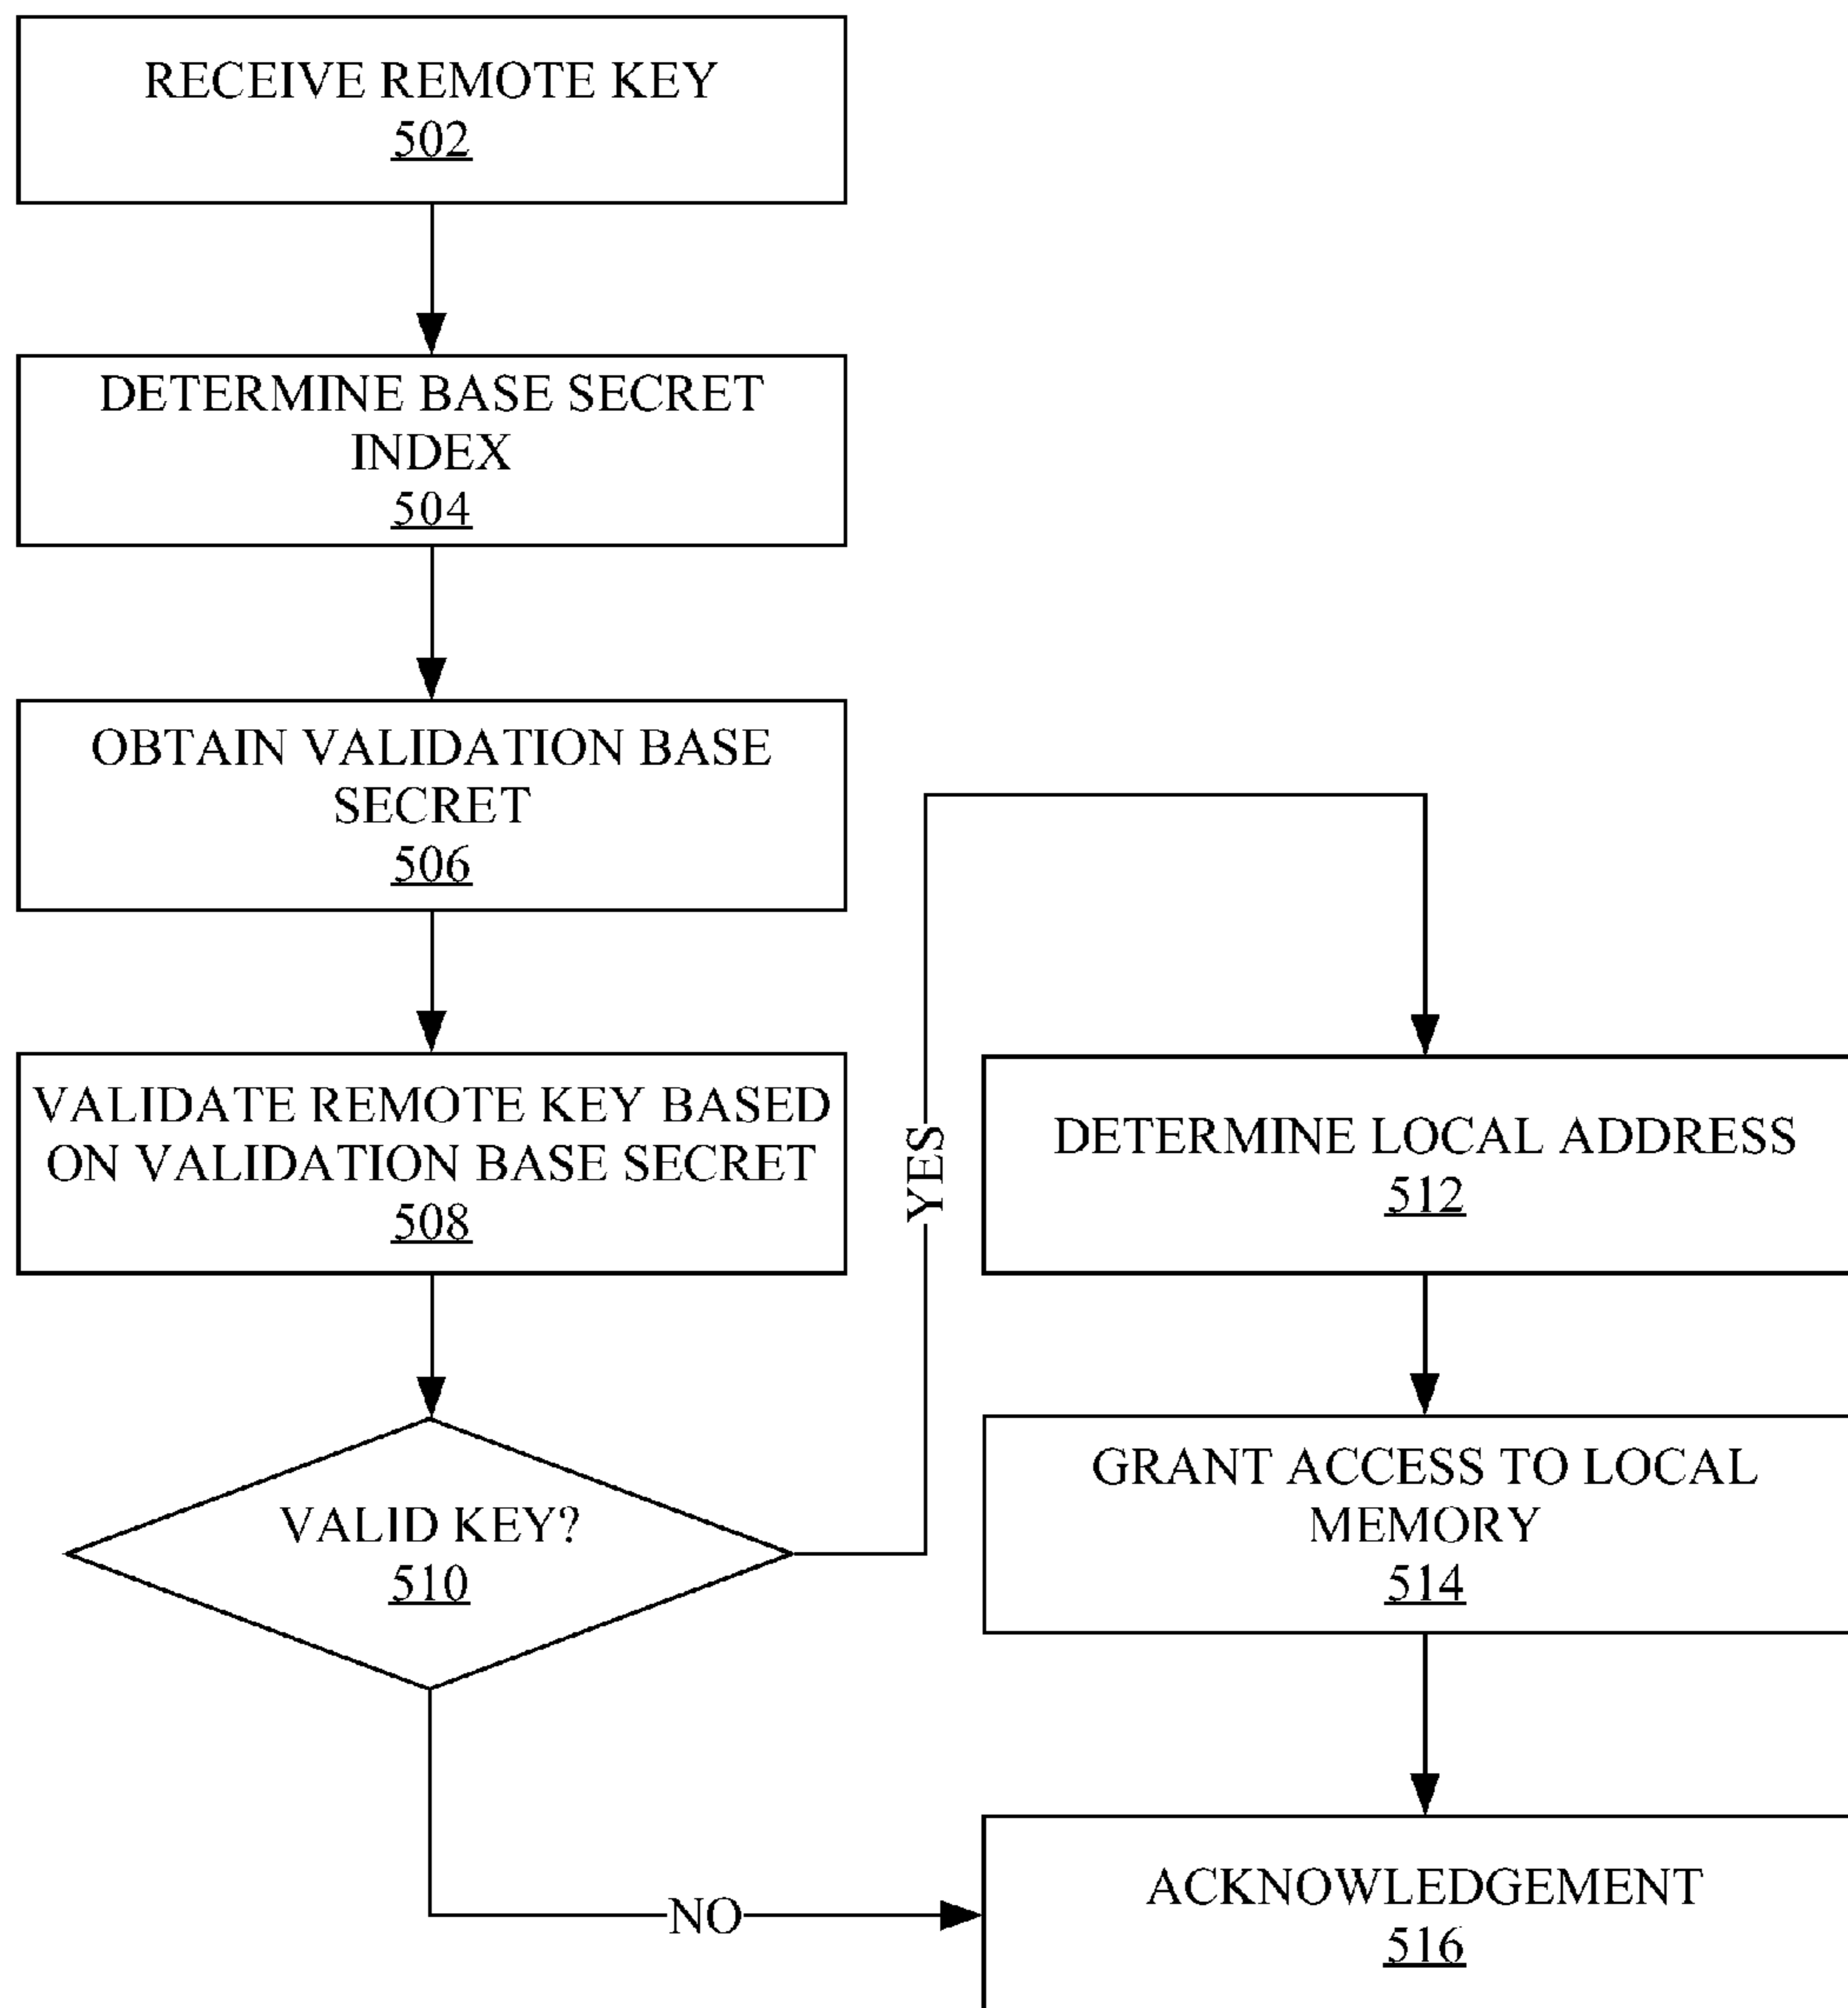 RECEIVE REMOTE KEY
502
DETERMINE BASE SECRET
INDEX
504
OBTAIN VALIDATION BASE
SECRET
506
VALIDATE REMOTE KEY BASED
ON VALIDATION BASE SECRET
508
VALID KEY?
510
YES
NO
DETERMINE LOCAL ADDRESS
512
GRANT ACCESS TO LOCAL
MEMORY
514
ACKNOWLEDGEMENT
516